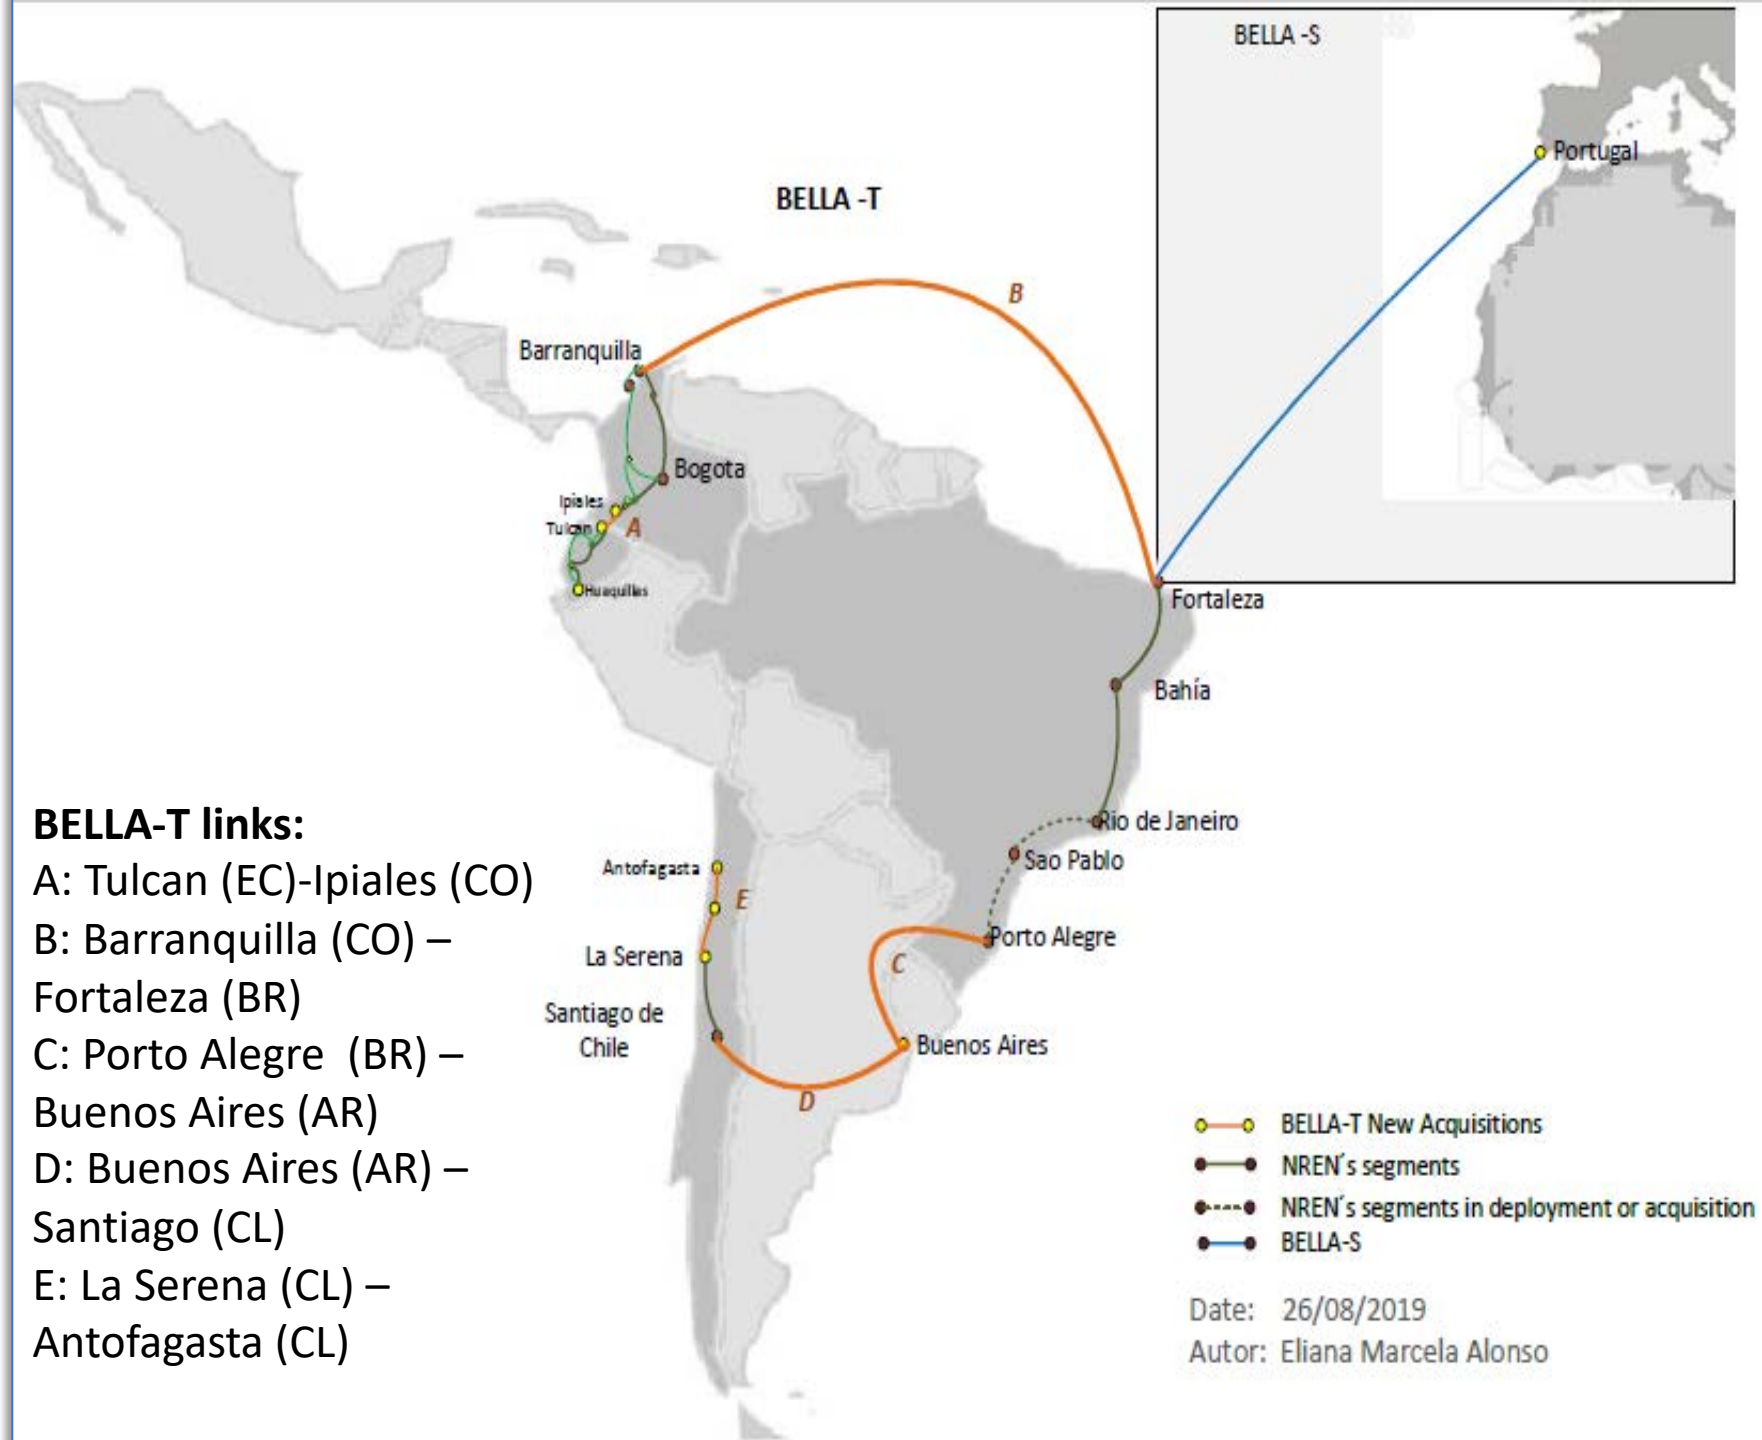 BELLA -S
Portugal
BELLA -T
B
Barranquilla
Bogota
Ipiales
Tulcan
A
Huaquillas
Fortaleza
Bahía
Rio de Janeiro
Sao Pablo
Antofagasta
E
Porto Alegre
La Serena
C
Santiago de
Chile
Buenos Aires
D
BELLA-T links:
A: Tulcan (EC)-Ipiales (CO)
B: Barranquilla (CO) –
Fortaleza (BR)
C: Porto Alegre  (BR) –
Buenos Aires (AR)
D: Buenos Aires (AR) –
Santiago (CL)
E: La Serena (CL) –
Antofagasta (CL)
BELLA-T New Acquisitions
NREN´s segments
NREN´s segments in deployment or acquisition
BELLA-S
Date: 26/08/2019
Autor: Eliana Marcela Alonso